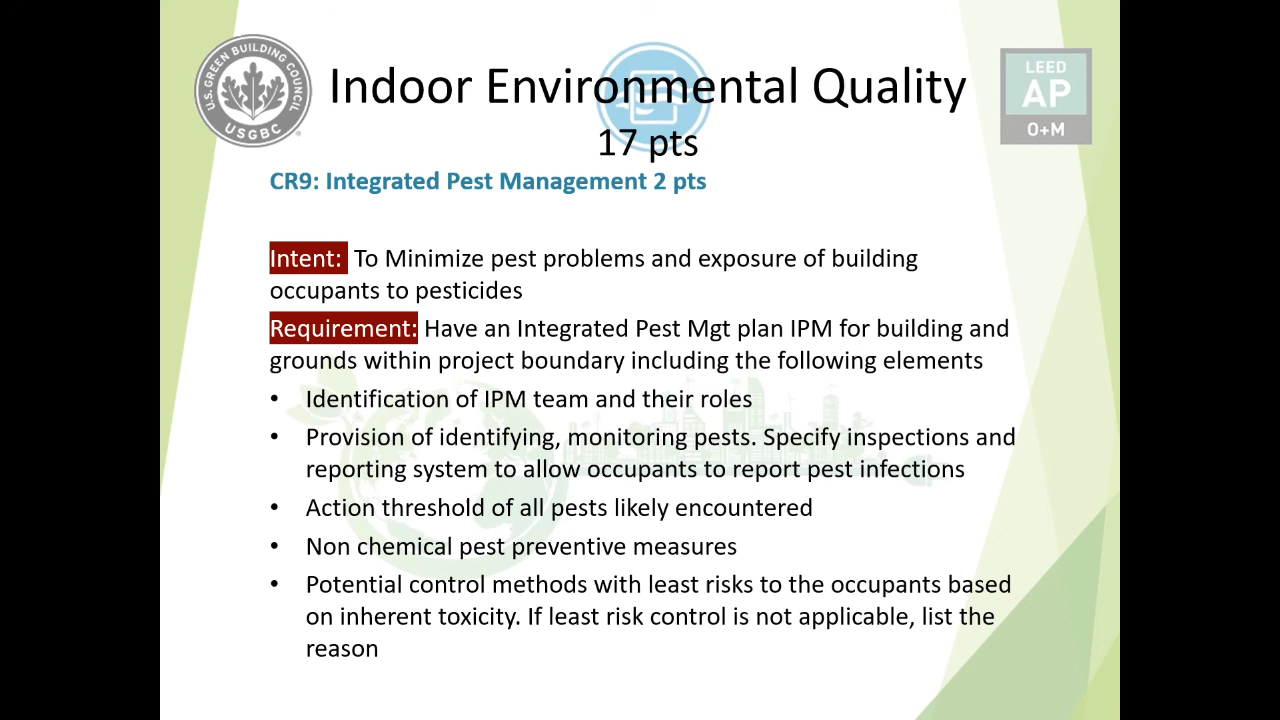 U.S. GREEN BUILDING COUNCIL
USGBC
Indoor Environmental Quality
17 pts
LEED
AP
O+M
CR9: Integrated Pest Management 2 pts
Intent: To Minimize pest problems and exposure of building
occupants to pesticides
Requirement: Have an Integrated Pest Mgt plan IPM for building and
grounds within project boundary including the following elements
• Identification of IPM team and their roles
• Provision of identifying, monitoring pests. Specify inspections and
reporting system to allow occupants to report pest infections
• Action threshold of all pests likely encountered
• Non chemical pest preventive measures
• Potential control methods with least risks to the occupants based
on inherent toxicity. If least risk control is not applicable, list the
reason